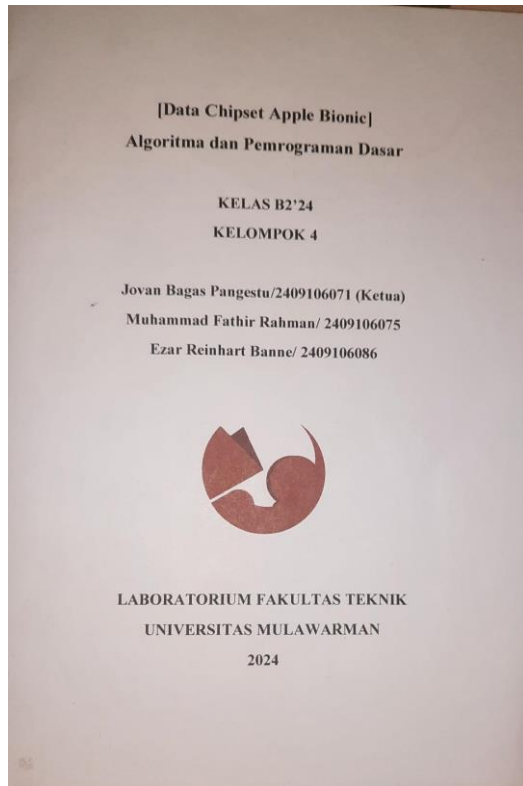 [Data Chipset Apple Bionic]
Algoritma dan Pemrograman Dasar
KELAS B2’24
KELOMPOK 4
Jovan Bagas Pangestu/2409106071 (Ketua)
Muhammad Fathir Rahman/ 2409106075
Ezar Reinhart Banne/ 2409106086
LABORATORIUM FAKULTAS TEKNIK
UNIVERSITAS MULAWARMAN
2024